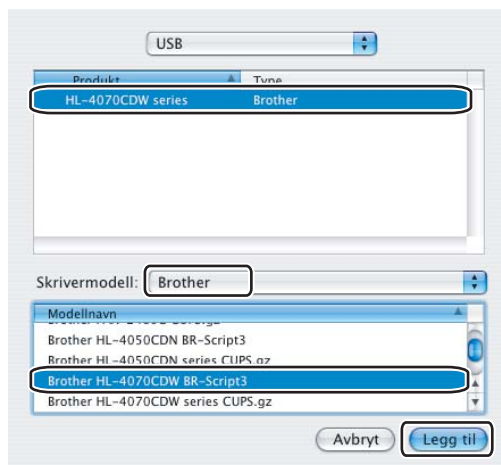 USB
Produkt Type
HL-4070CDW series Brother
Skrivermodell: Brother
Modellnavn
Brother HL-4050CDN BR-Script3
Brother HL-4050CDN series CUPS.gz
Brother HL-4070CDW BR-Script3
Brother HL-4070CDW series CUPS.gz
Avbryt Legg til